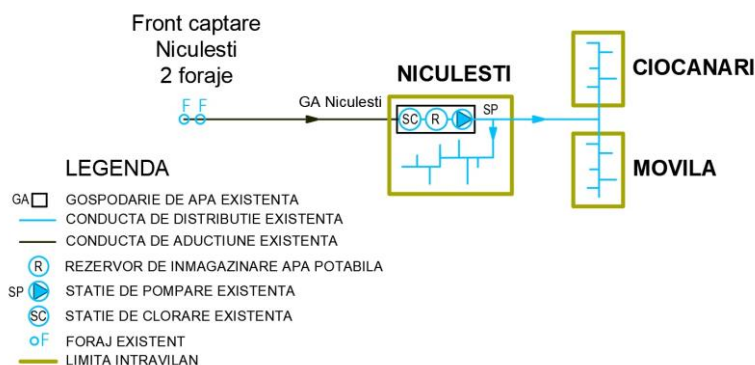 Front captare
Niculesti
2 foraje
F F
GA Niculesti
NICULESTI
SC R SP
CIOCANARI
MOVILA
LEGENDA
GA GOSPODARIE DE APA EXISTENTA
CONDUCTA DE DISTRIBUTIE EXISTENTA
CONDUCTA DE ADUCTIUNE EXISTENTA
R REZERVOR DE INMAGAZINARE APA POTABILA
SP STATIE DE POMPARE EXISTENTA
SC STATIE DE CLORARE EXISTENTA
F FORAJ EXISTENT
LIMITA INTRAVILAN